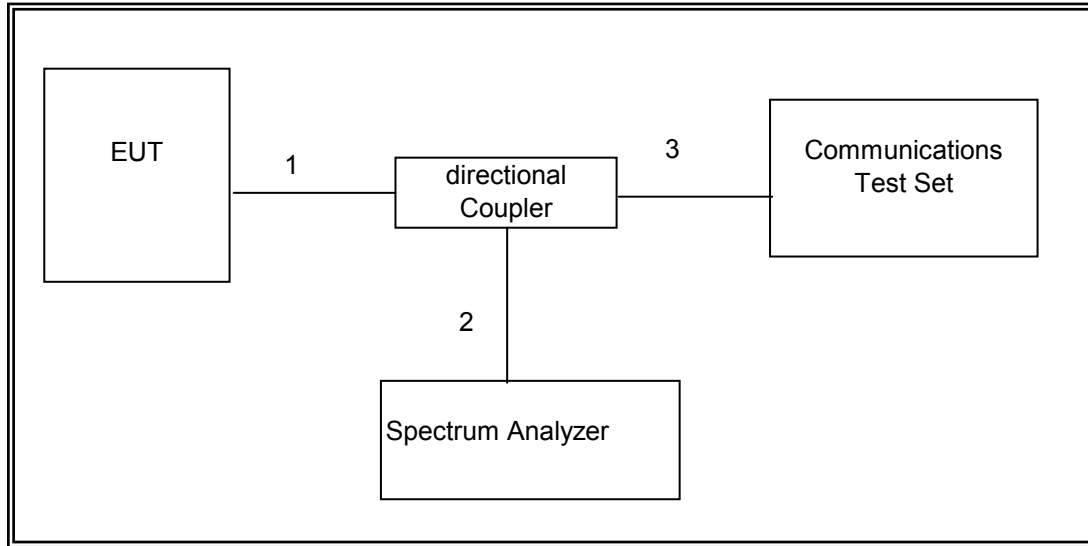 EUT
1
directional
Coupler
3
Communications
Test Set
2
Spectrum Analyzer